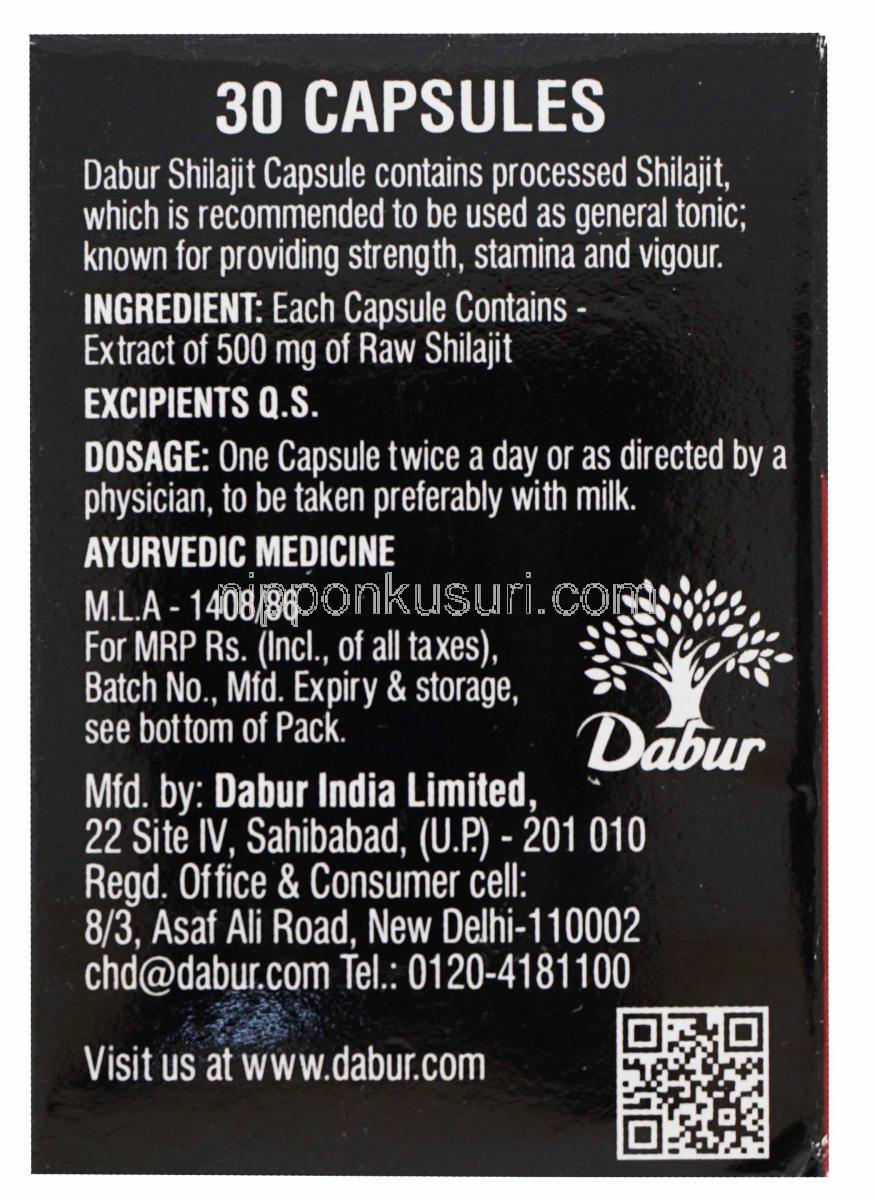 30 CAPSULES
Dabur Shilajit Capsule contains processed Shilajit,
which is recommended to be used as general tonic;
known for providing strength, stamina and vigour.
INGREDIENT: Each Capsule Contains -
Extract of 500 mg of Raw Shilajit
EXCIPIENTS Q.S.
DOSAGE: One Capsule twice a day or as directed by a
physician, to be taken preferably with milk.
AYURVEDIC MEDICINE
nipponkusuri.com
M.L.A - 1408/86
For MRP Rs. (Incl., of all taxes),
Batch No., Mfd. Expiry & storage,
see bottom of Pack.
Dabur
Mfd. by: Dabur India Limited,
22 Site IV, Sahibabad, (U.P.) - 201 010
Regd. Office & Consumer cell:
8/3, Asaf Ali Road, New Delhi-110002
chd@dabur.com Tel.: 0120-4181100
Visit us at www.dabur.com